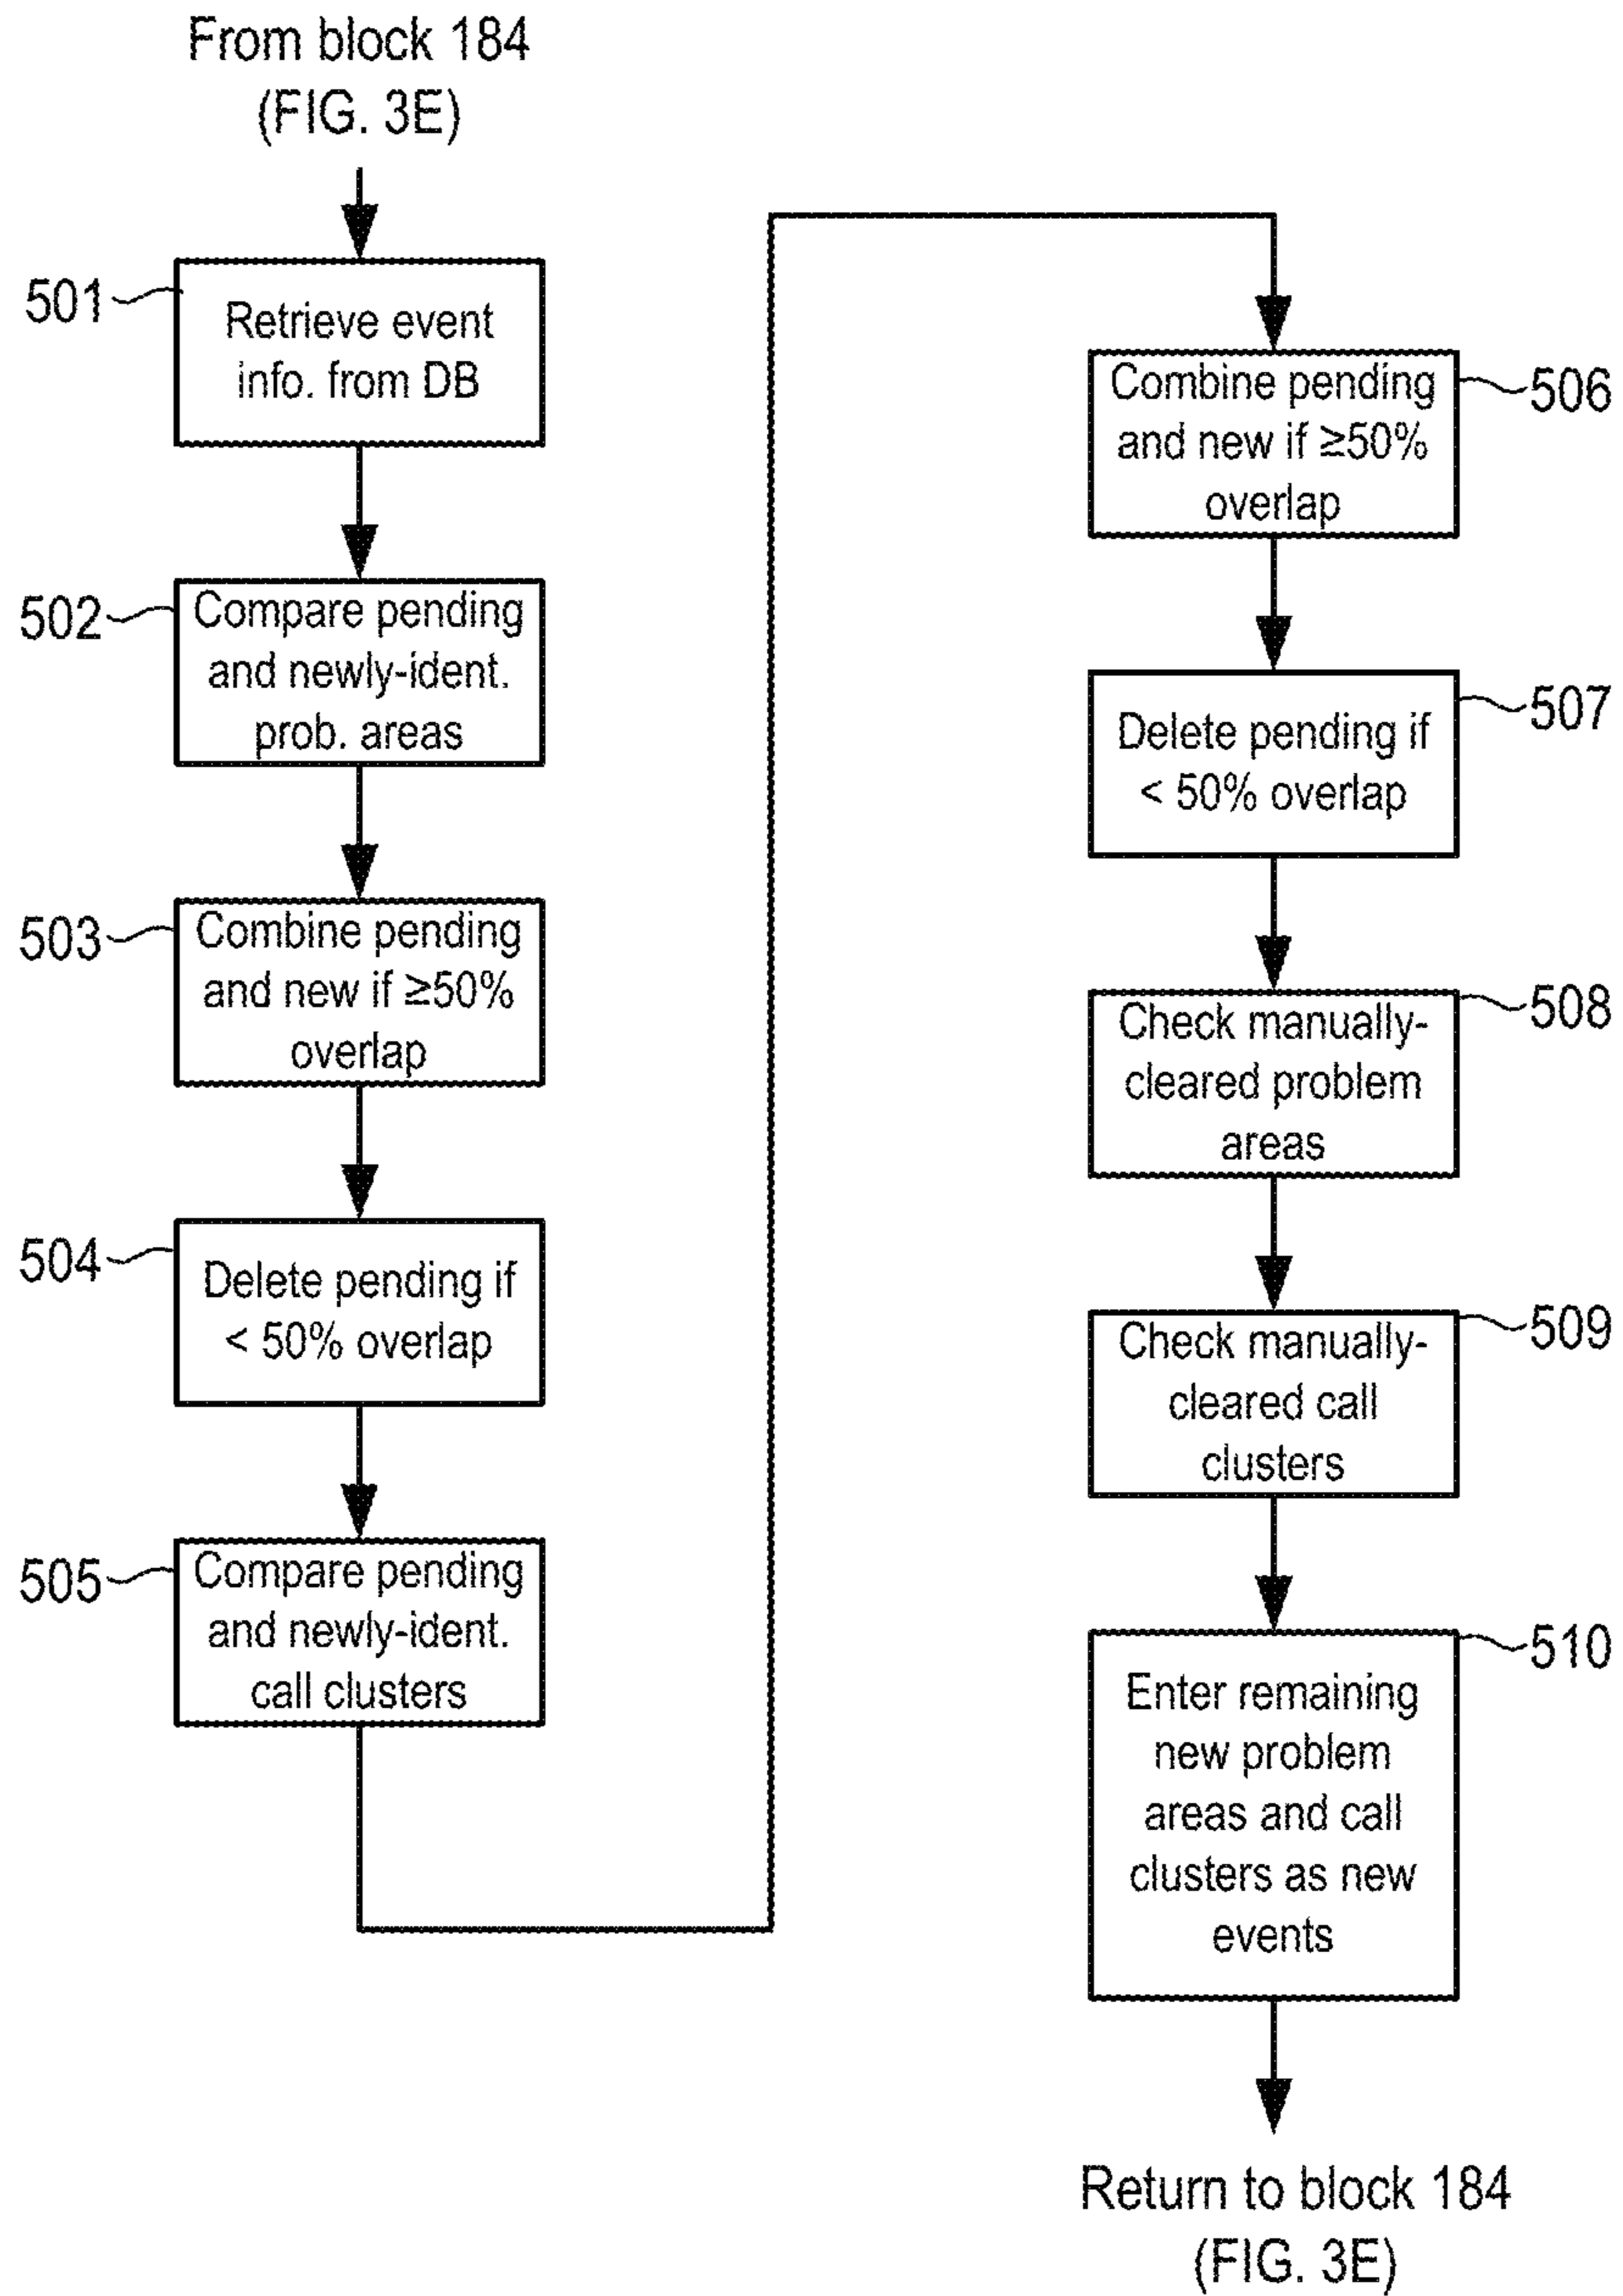 From block 184
(FIG. 3E)
501
Retrieve event
info. from DB
502
Compare pending
and newly-ident.
prob. areas
503
Combine pending
and new if ≥50%
overlap
504
Delete pending if
< 50% overlap
505
Compare pending
and newly-ident.
call clusters
506
Combine pending
and new if ≥50%
overlap
507
Delete pending if
< 50% overlap
508
Check manually-
cleared problem
areas
509
Check manually-
cleared call
clusters
510
Enter remaining
new problem
areas and call
clusters as new
events
Return to block 184
(FIG. 3E)